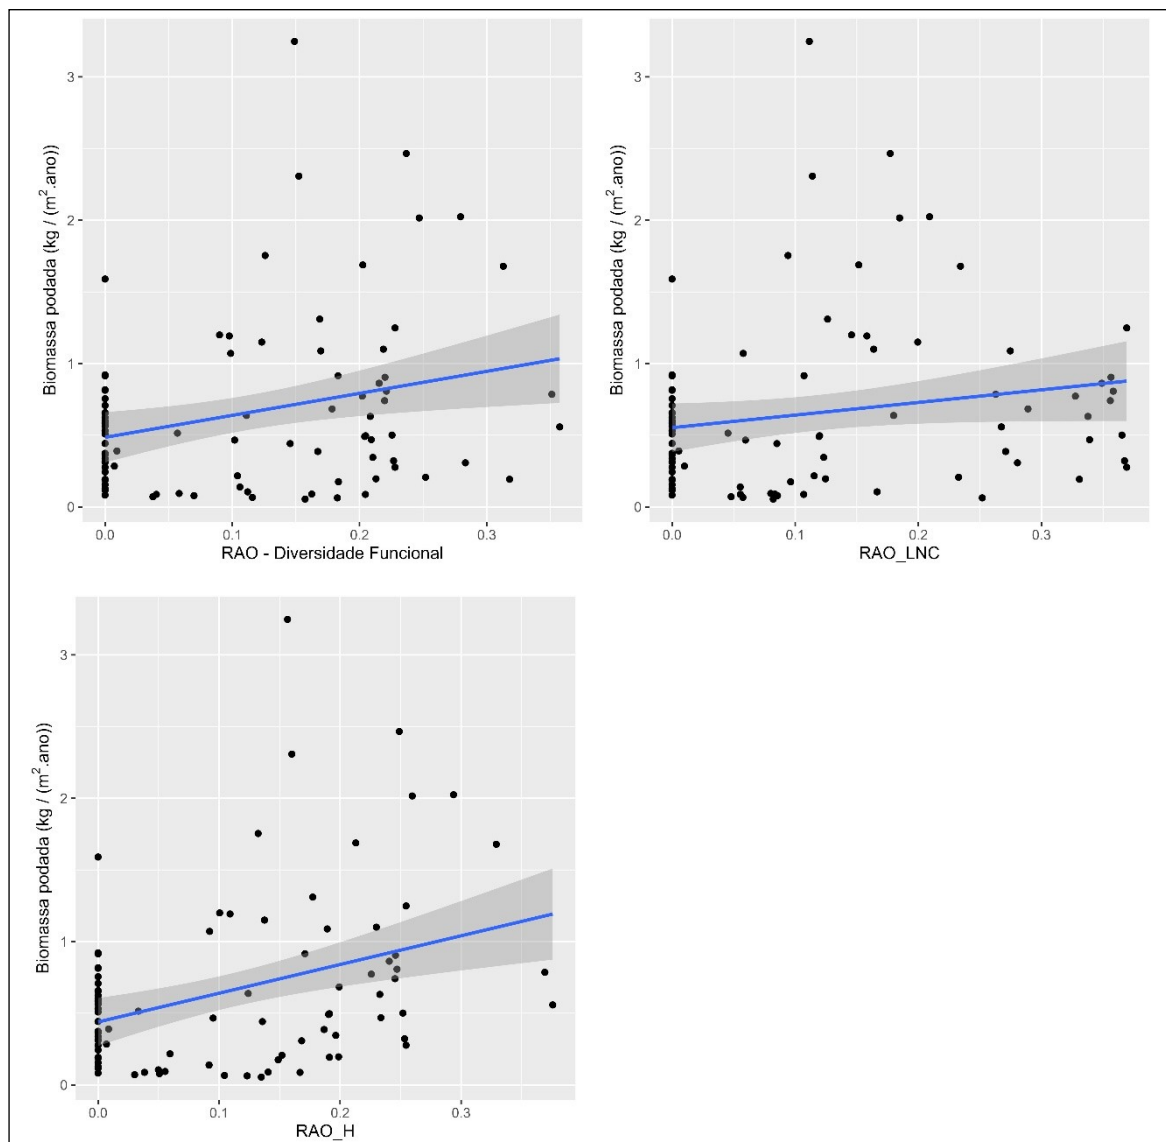 Biomassa podada (kg / (m².ano))
3
2
1
0
0.0 0.1 0.2 0.3
RAO - Diversidade Funcional
Biomassa podada (kg / (m².ano))
3
2
1
0
0.0 0.1 0.2 0.3
RAO_LNC
Biomassa podada (kg / (m².ano))
3
2
1
0
0.0 0.1 0.2 0.3
RAO_H